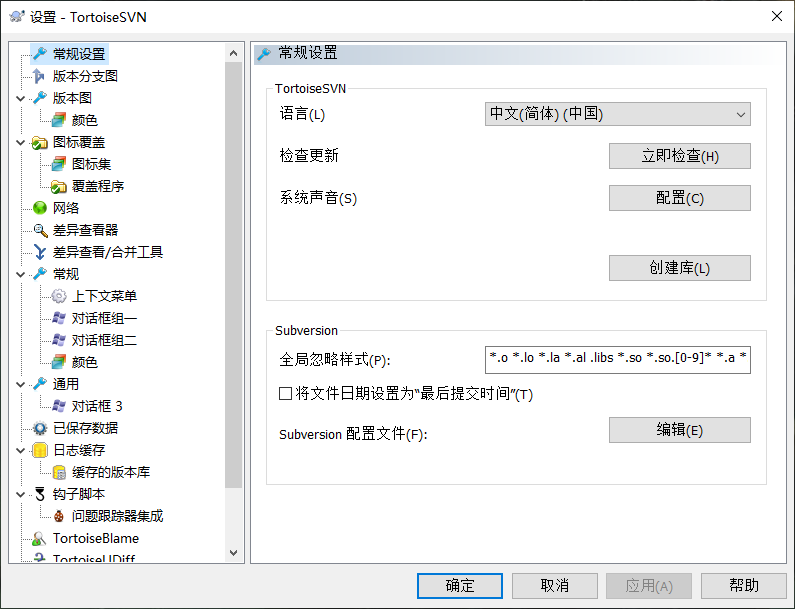 设置 - TortoiseSVN
常规设置
版本分支图
版本图
颜色
图标覆盖
图标集
覆盖程序
网络
差异查看器
差异查看/合并工具
常规
上下文菜单
对话框组一
对话框组二
颜色
通用
对话框 3
已保存数据
日志缓存
缓存的版本库
钩子脚本
问题跟踪器集成
TortoiseBlame
TortoiseUDiff
常规设置
TortoiseSVN
语言(L)
中文(简体) (中国)
检查更新
立即检查(H)
系统声音(S)
配置(C)
创建库(L)
Subversion
全局忽略样式(P):
*.o *.lo *.la *.al .libs *.so *.so.[0-9]* *.a *
将文件日期设置为“最后提交时间”(T)
Subversion 配置文件(F):
编辑(E)
确定
取消
应用(A)
帮助